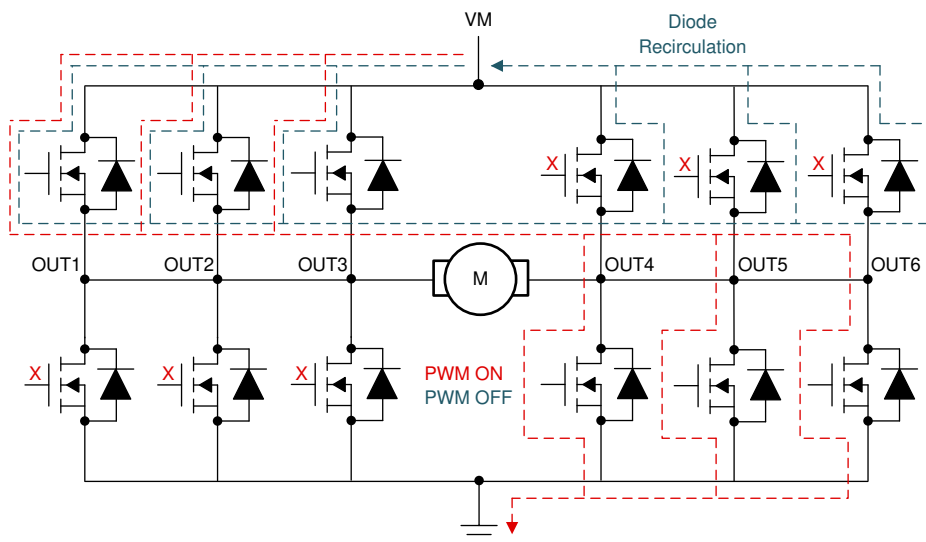 VM
Diode
Recirculation
X
X
X
OUT1
OUT2
OUT3
M
OUT4
OUT5
OUT6
X
X
X
PWM ON
PWM OFF